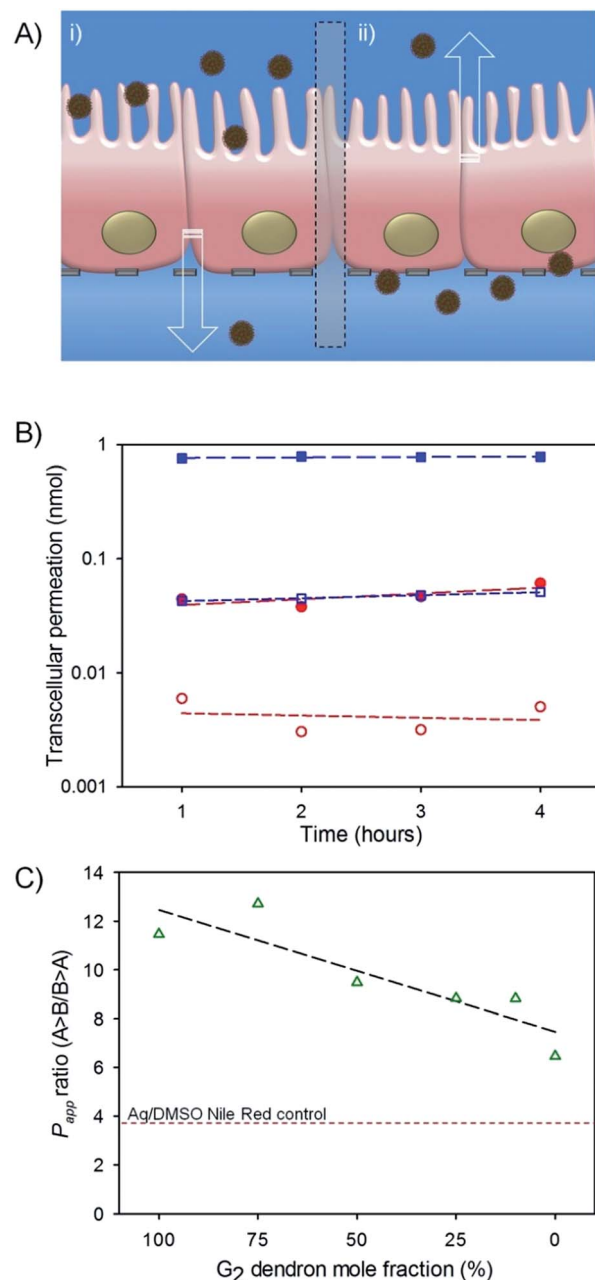 A)
i)
ii)
B)
Transcellular permeation (nmol)
1
0.1
0.01
0.001
1 2 3 4
Time (hours)
C)
P_app ratio (A>B/B>A)
14
12
10
8
6
4
2
0
Aq/DMSO Nile Red control
100 75 50 25 0
G₂ dendron mole fraction (%)